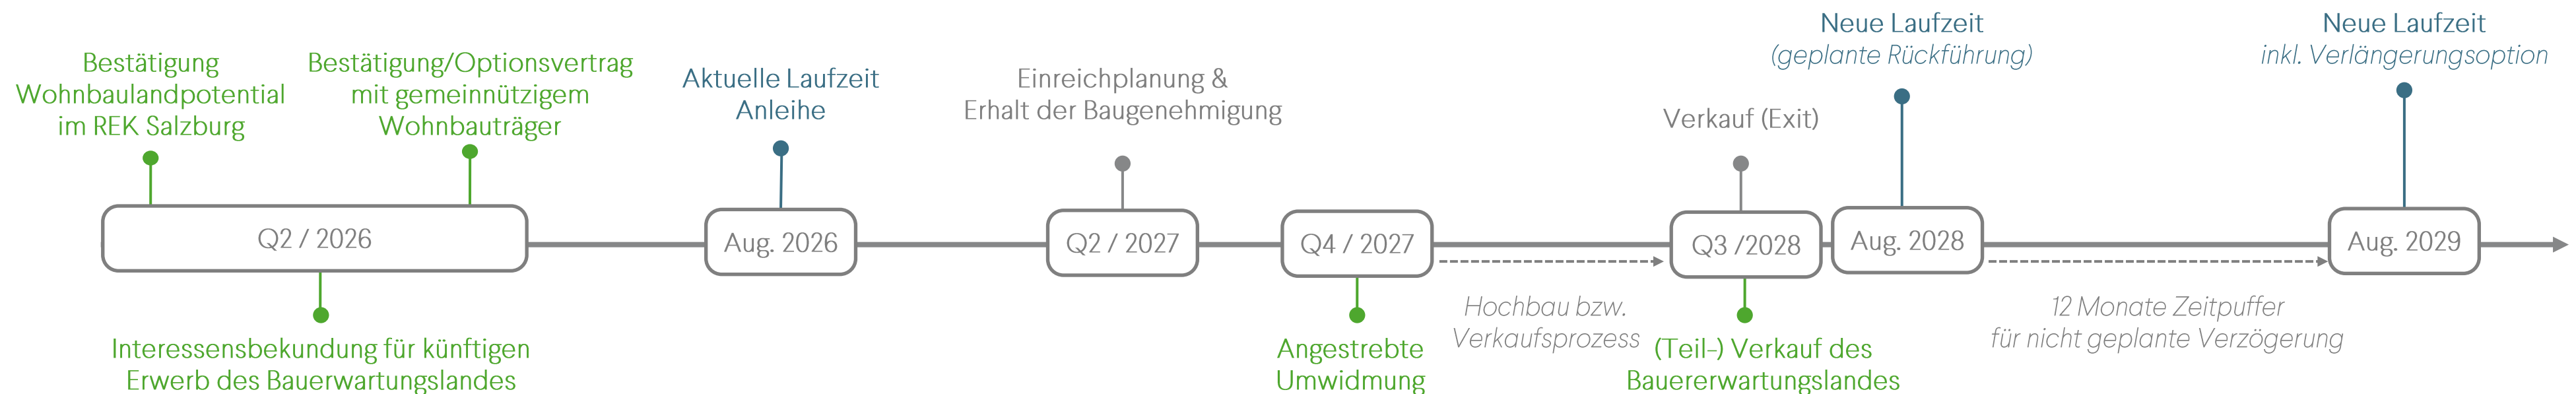 Bestätigung
Wohnbaulandpotential
im REK Salzburg
Bestätigung/Optionsvertrag
mit gemeinnützigem
Wohnbauträger
Aktuelle Laufzeit
Anleihe
Einreichplanung &
Erhalt der Baugenehmigung
Verkauf (Exit)
Neue Laufzeit
(geplante Rückführung)
Neue Laufzeit
inkl. Verlängerungsoption
Q2 / 2026
Aug. 2026
Q2 / 2027
Q4 / 2027
Q3 /2028
Aug. 2028
Aug. 2029
Interessensbekundung für künftigen
Erwerb des Bauerwartungslandes
Angestrebte
Umwidmung
Hochbau bzw.
Verkaufsprozess
(Teil-) Verkauf des
Bauererwartungslandes
12 Monate Zeitpuffer
für nicht geplante Verzögerung